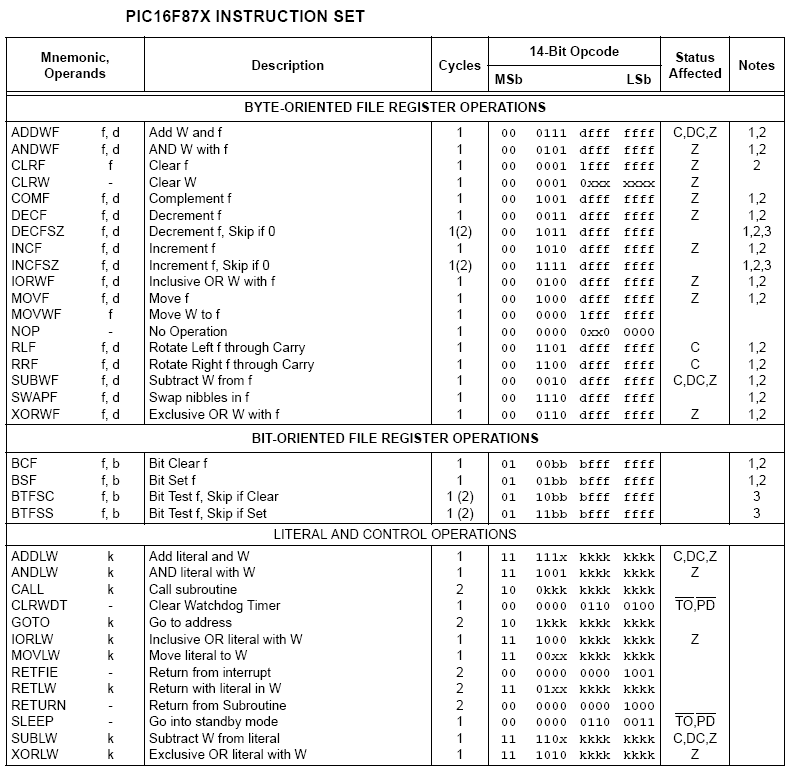 PIC16F87X INSTRUCTION SET
Mnemonic, Operands Description Cycles 14-Bit Opcode Status Affected Notes
MSb LSb
BYTE-ORIENTED FILE REGISTER OPERATIONS
ADDWF f, d Add W and f 1 00 0111 dfff ffff C,DC,Z 1,2
ANDWF f, d AND W with f 1 00 0101 dfff ffff Z 1,2
CLRF f Clear f 1 00 0001 lfff ffff Z 2
CLRW - Clear W 1 00 0001 0xxx xxxx Z
COMF f, d Complement f 1 00 1001 dfff ffff Z 1,2
DECF f, d Decrement f 1 00 0011 dfff ffff Z 1,2
DECFSZ f, d Decrement f, Skip if 0 1(2) 00 1011 dfff ffff 1,2,3
INCF f, d Increment f 1 00 1010 dfff ffff Z 1,2
INCFSZ f, d Increment f, Skip if 0 1(2) 00 1111 dfff ffff 1,2,3
IORWF f, d Inclusive OR W with f 1 00 0100 dfff ffff Z 1,2
MOVF f, d Move f 1 00 1000 dfff ffff Z 1,2
MOVWF f Move W to f 1 00 0000 lfff ffff
NOP - No Operation 1 00 0000 0xx0 0000
RLF f, d Rotate Left f through Carry 1 00 1101 dfff ffff C 1,2
RRF f, d Rotate Right f through Carry 1 00 1100 dfff ffff C 1,2
SUBWF f, d Subtract W from f 1 00 0010 dfff ffff C,DC,Z 1,2
SWAPF f, d Swap nibbles in f 1 00 1110 dfff ffff 1,2
XORWF f, d Exclusive OR W with f 1 00 0110 dfff ffff Z 1,2
BIT-ORIENTED FILE REGISTER OPERATIONS
BCF f, b Bit Clear f 1 01 00bb bfff ffff 1,2
BSF f, b Bit Set f 1 01 01bb bfff ffff 1,2
BTFSC f, b Bit Test f, Skip if Clear 1 (2) 01 10bb bfff ffff 3
BTFSS f, b Bit Test f, Skip if Set 1 (2) 01 11bb bfff ffff 3
LITERAL AND CONTROL OPERATIONS
ADDLW k Add literal and W 1 11 111x kkkk kkkk C,DC,Z
ANDLW k AND literal with W 1 11 1001 kkkk kkkk Z
CALL k Call subroutine 2 10 0kkk kkkk kkkk
CLRWDT - Clear Watchdog Timer 1 00 0000 0110 0100 T̅O̅,P̅D̅
GOTO k Go to address 2 10 1kkk kkkk kkkk
IORLW k Inclusive OR literal with W 1 11 1000 kkkk kkkk Z
MOVLW k Move literal to W 1 11 00xx kkkk kkkk
RETFIE - Return from interrupt 2 00 0000 0000 1001
RETLW k Return with literal in W 2 11 01xx kkkk kkkk
RETURN - Return from Subroutine 2 00 0000 0000 1000
SLEEP - Go into standby mode 1 00 0000 0110 0011 T̅O̅,P̅D̅
SUBLW k Subtract W from literal 1 11 110x kkkk kkkk C,DC,Z
XORLW k Exclusive OR literal with W 1 11 1010 kkkk kkkk Z